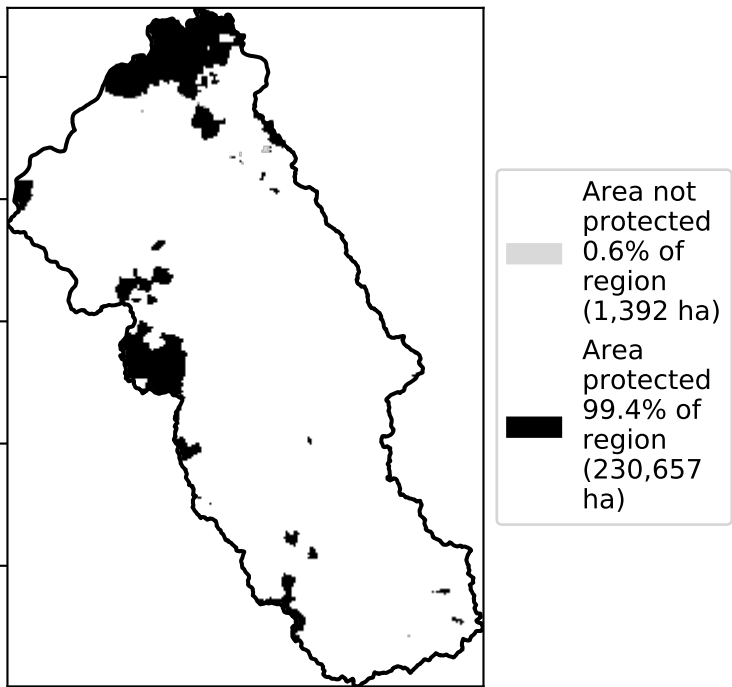 Area not
protected
0.6% of
region
(1,392 ha)
Area
protected
99.4% of
region
(230,657
ha)